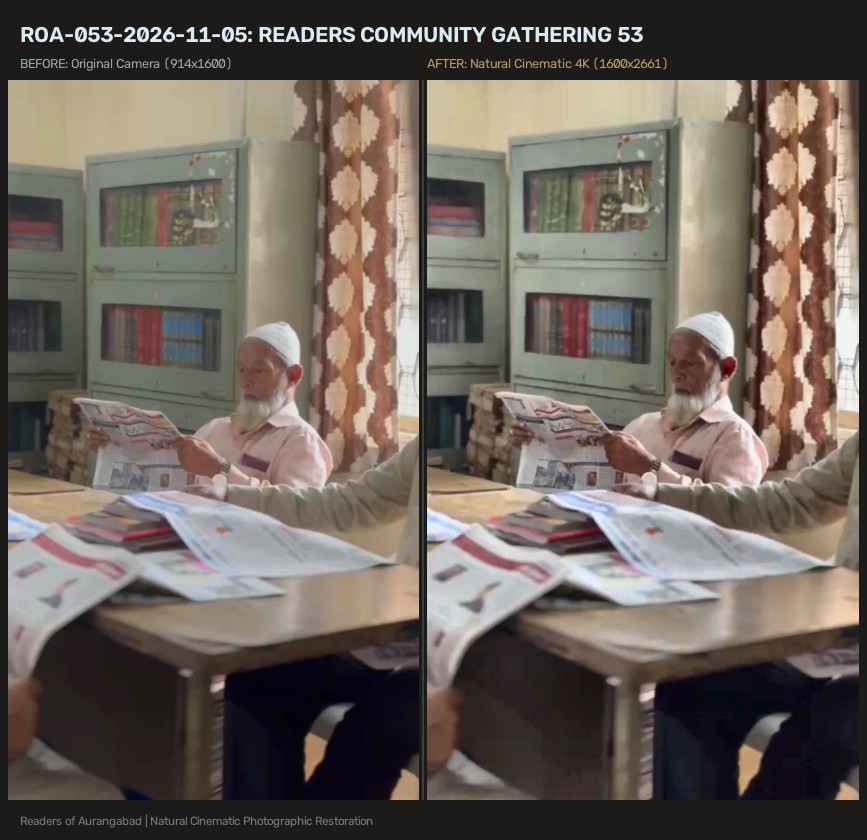 ROA-053-2026-11-05: READERS COMMUNITY GATHERING 53
BEFORE: Original Camera (914x1600)
AFTER: Natural Cinematic 4K (1600x2661)
Readers of Aurangabad | Natural Cinematic Photographic Restoration